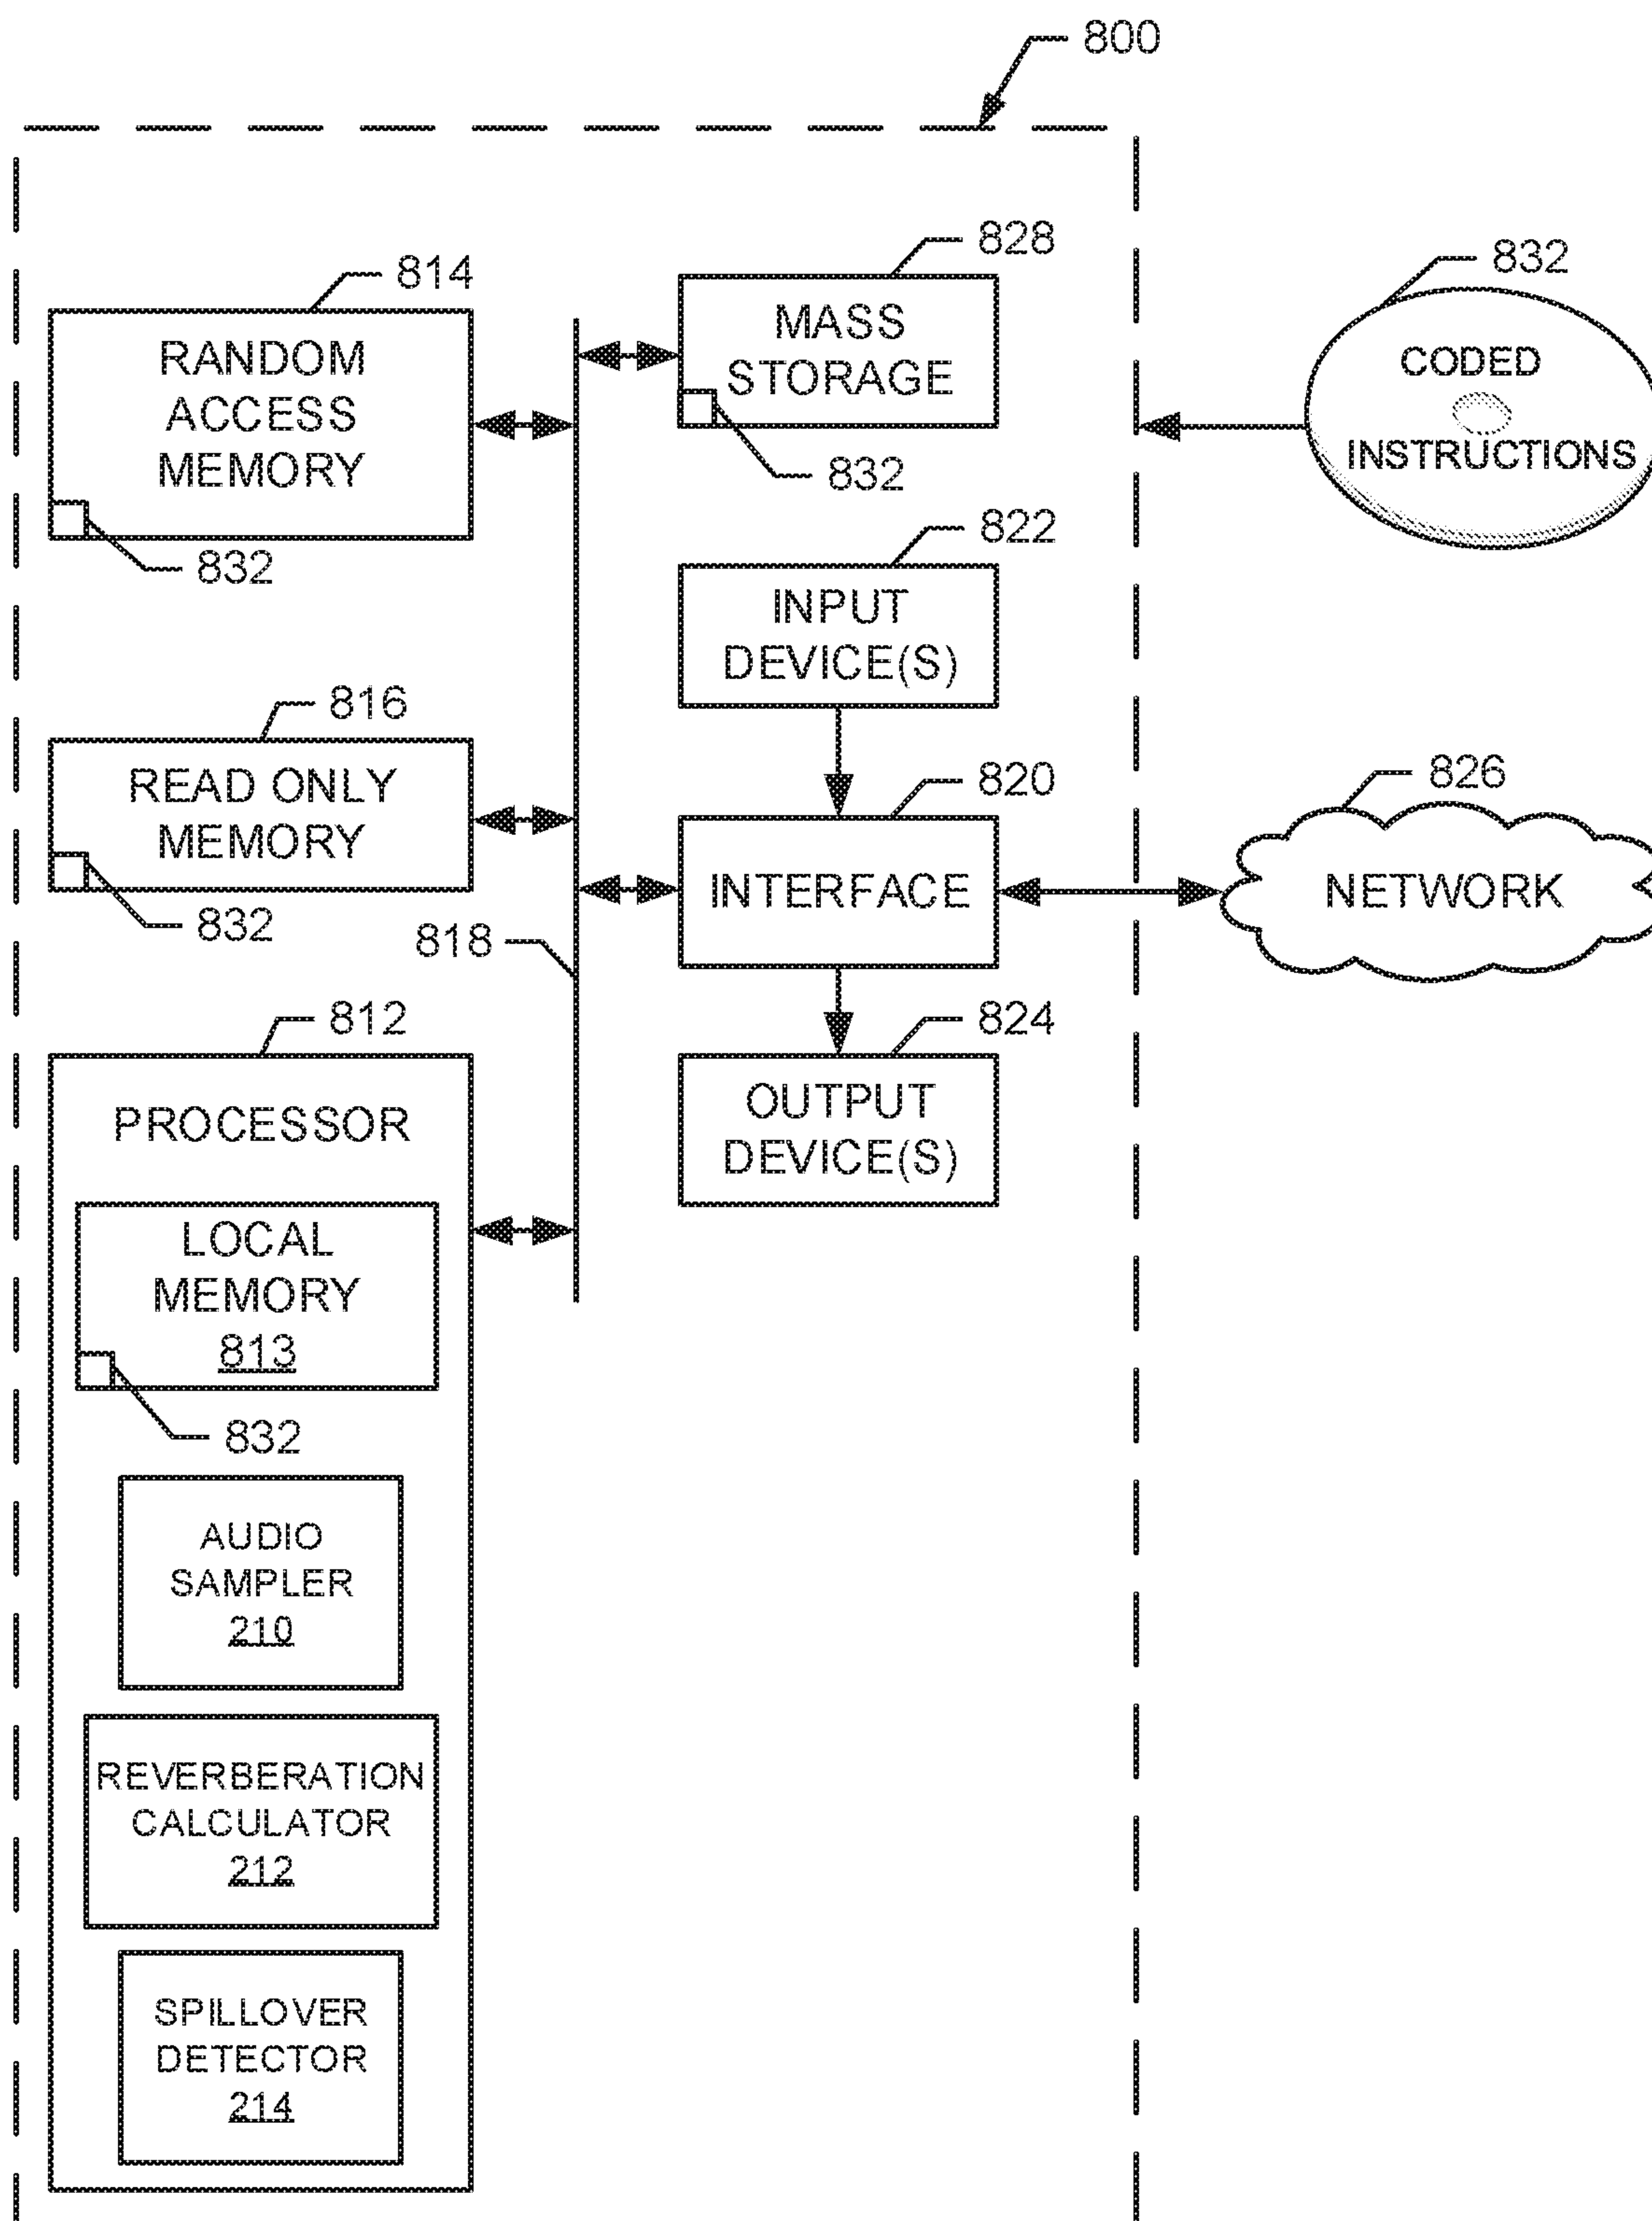 800
814
RANDOM
ACCESS
MEMORY
832
828
MASS
STORAGE
832
832
CODED
INSTRUCTIONS
822
INPUT
DEVICE(S)
816
READ ONLY
MEMORY
832
818
820
INTERFACE
826
NETWORK
812
PROCESSOR
LOCAL
MEMORY
813
832
824
OUTPUT
DEVICE(S)
AUDIO
SAMPLER
210
REVERBERATION
CALCULATOR
212
SPILLOVER
DETECTOR
214